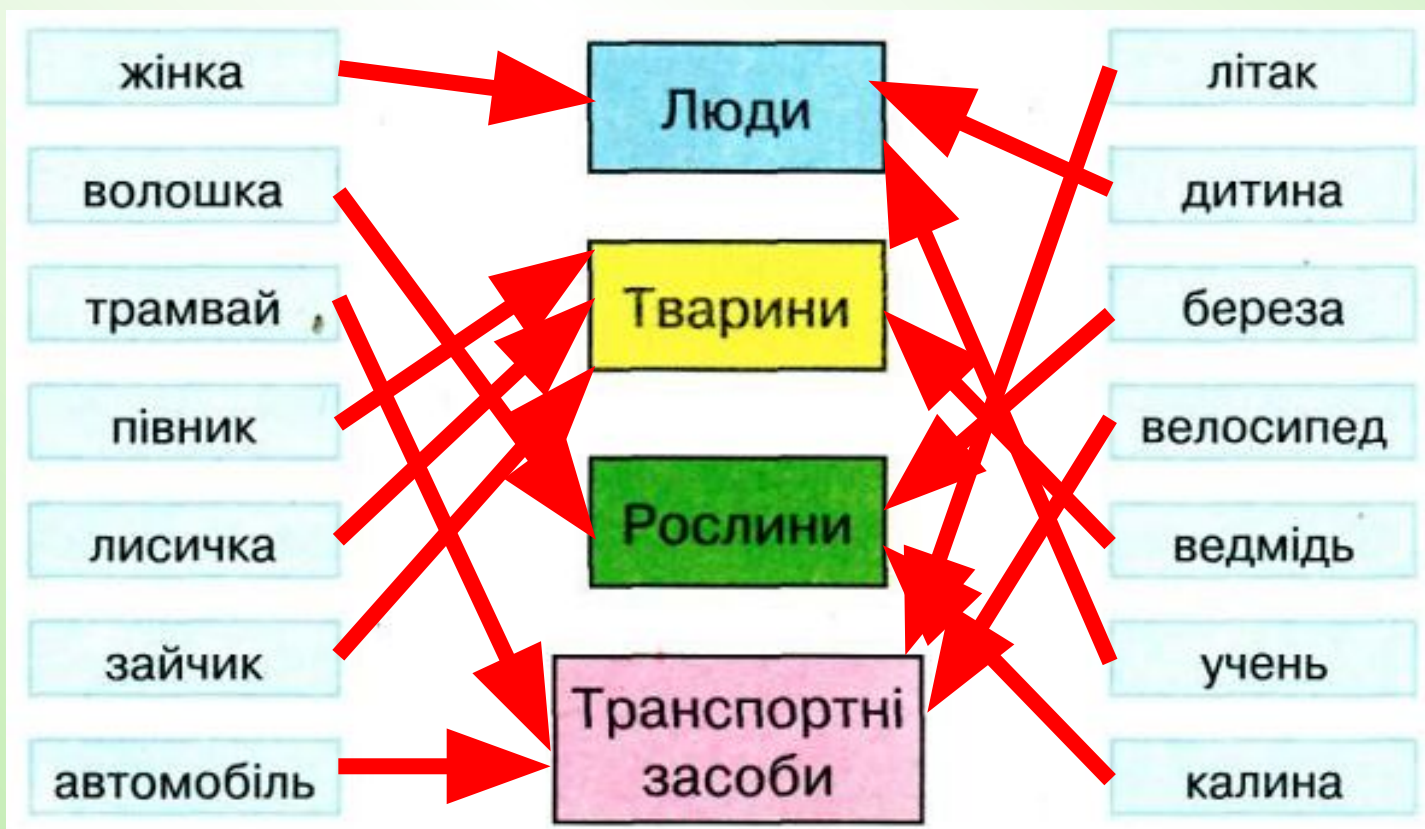 жінка
волошка
трамвай
півник
лисичка
зайчик
автомобіль
Люди
Тварини
Рослини
Транспортні
засоби
літак
дитина
береза
велосипед
ведмідь
учень
калина